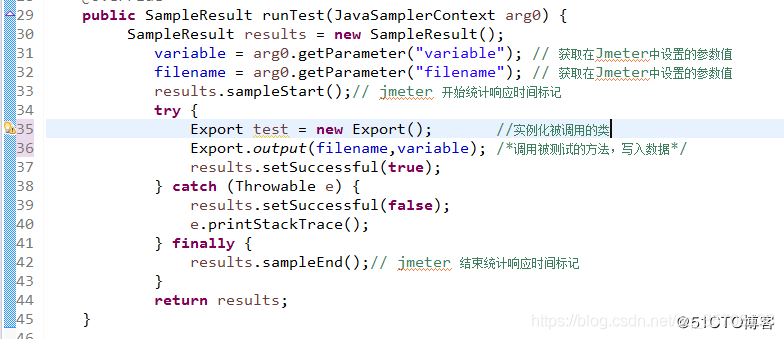 29 public SampleResult runTest(JavaSamplerContext arg0) {
30 SampleResult results = new SampleResult();
31 variable = arg0.getParameter("variable"); // 获取在Jmeter中设置的参数值
32 filename = arg0.getParameter("filename"); // 获取在Jmeter中设置的参数值
33 results.sampleStart();// jmeter 开始统计响应时间标记
34 try {
35 Export test = new Export(); //实例化被调用的类
36 Export.output(filename,variable); /*调用被测试的方法，写入数据*/
37 results.setSuccessful(true);
38 } catch (Throwable e) {
39 results.setSuccessful(false);
40 e.printStackTrace();
41 } finally {
42 results.sampleEnd();// jmeter 结束统计响应时间标记
43 }
44 return results;
45 }
https://blog.csdn.net/
@51CTO博客